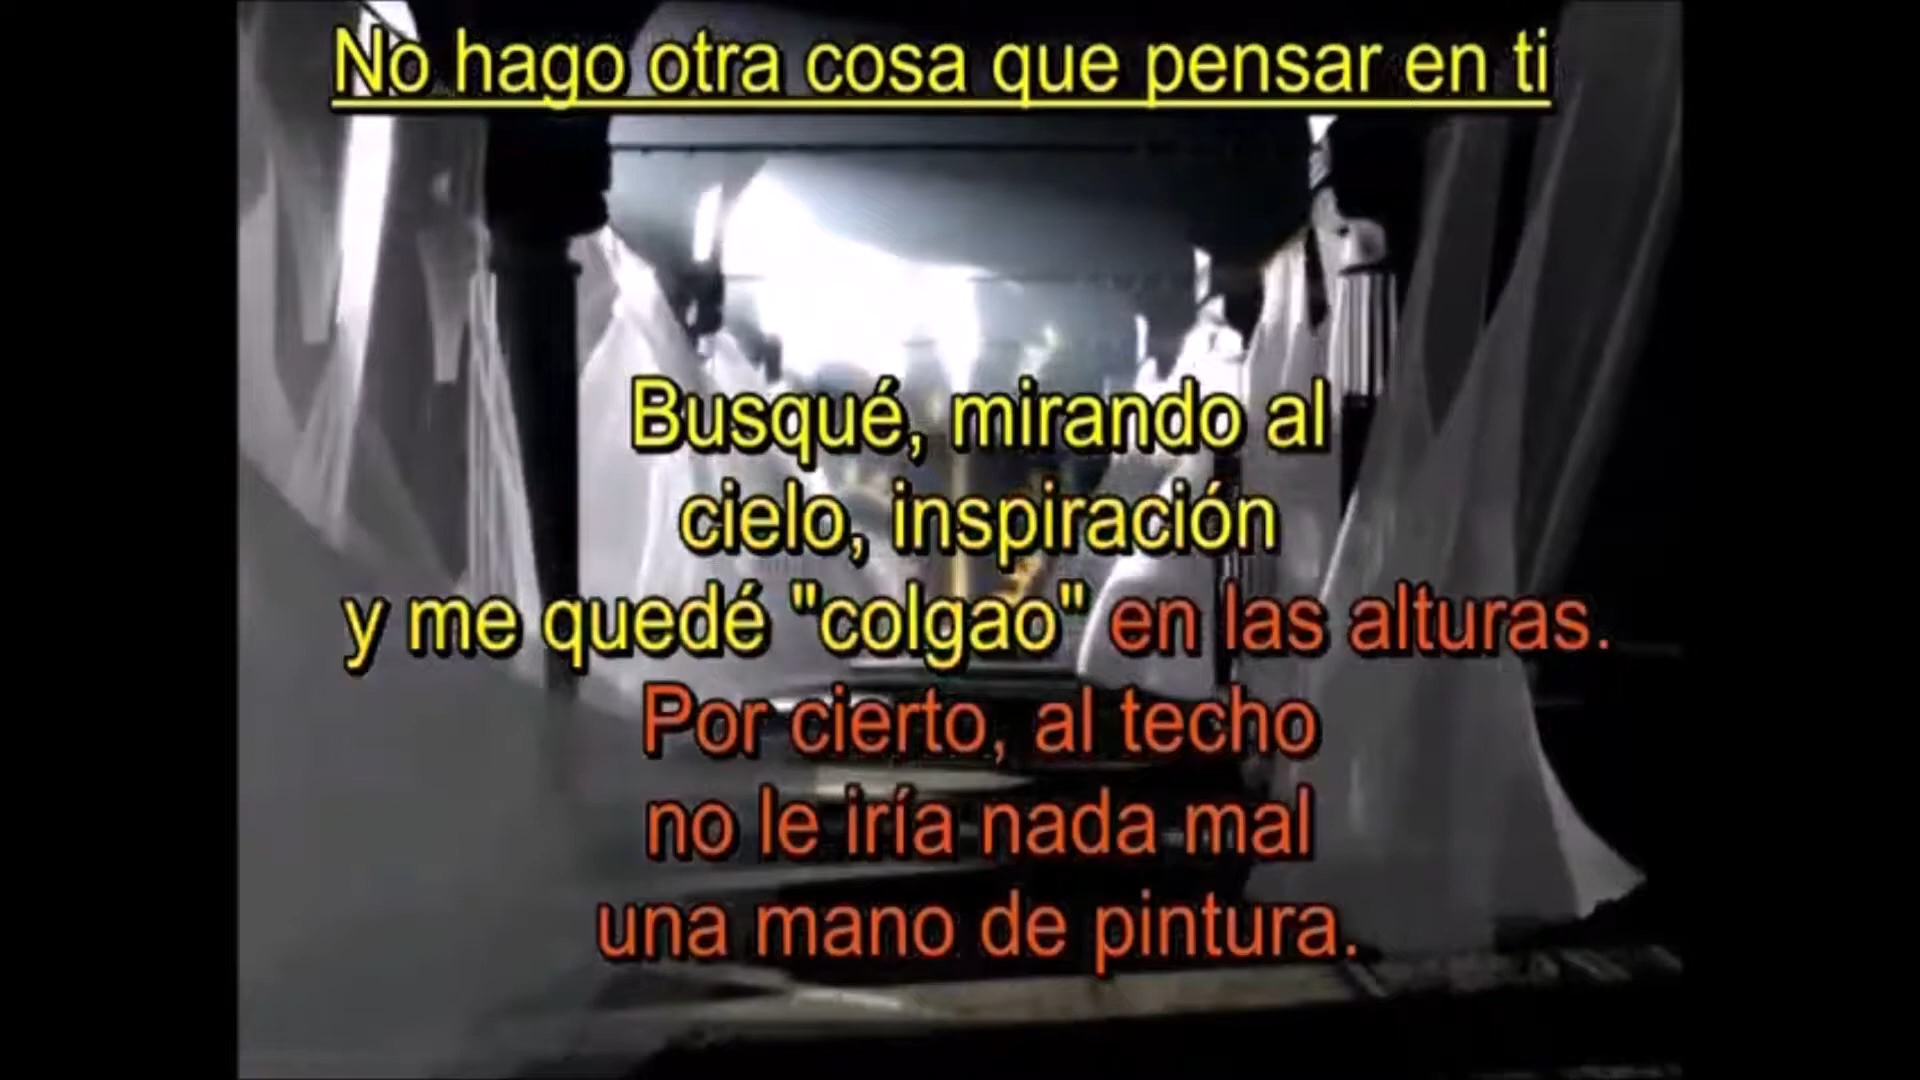 No hago otra cosa que pensar en ti
Busqué, mirando al
cielo, inspiración
y me quedé "colgao" en las alturas.
Por cierto, al techo
no le iría nada mal
una mano de pintura.